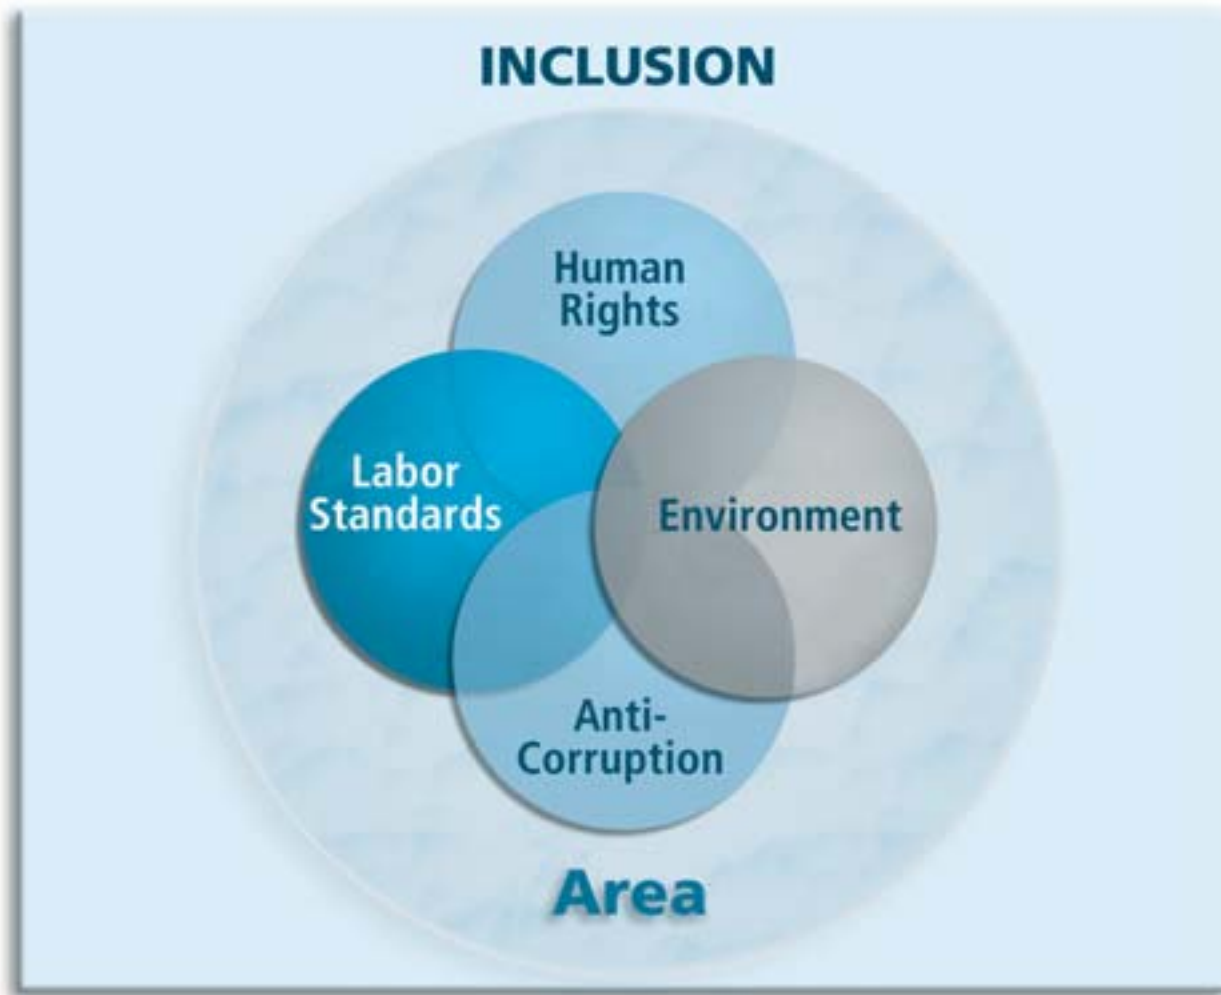 INCLUSION
Human
Rights
Labor
Standards
Environment
Anti-
Corruption
Area